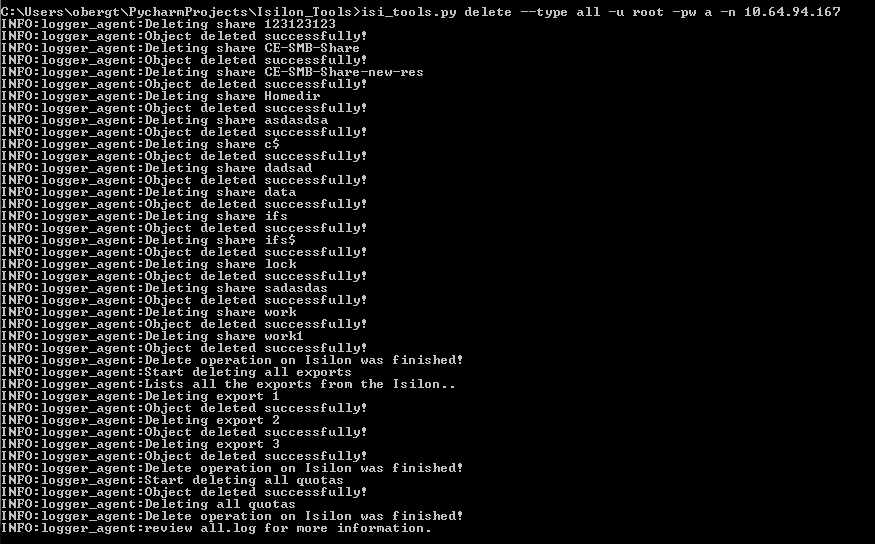 C:\Users\obergt\PycharmProjects\Isilon_Tools>isi_tools.py delete --type all -u root -pw a -n 10.64.94.167
INFO:logger_agent:Deleting share 123123123
INFO:logger_agent:Object deleted successfully!
INFO:logger_agent:Deleting share CE-SMB-Share
INFO:logger_agent:Object deleted successfully!
INFO:logger_agent:Deleting share CE-SMB-Share-new-res
INFO:logger_agent:Object deleted successfully!
INFO:logger_agent:Deleting share Homedir
INFO:logger_agent:Object deleted successfully!
INFO:logger_agent:Deleting share asdasdsa
INFO:logger_agent:Object deleted successfully!
INFO:logger_agent:Deleting share c$
INFO:logger_agent:Object deleted successfully!
INFO:logger_agent:Deleting share dadsad
INFO:logger_agent:Object deleted successfully!
INFO:logger_agent:Deleting share data
INFO:logger_agent:Object deleted successfully!
INFO:logger_agent:Deleting share ifs
INFO:logger_agent:Object deleted successfully!
INFO:logger_agent:Deleting share ifs$
INFO:logger_agent:Object deleted successfully!
INFO:logger_agent:Deleting share lock
INFO:logger_agent:Object deleted successfully!
INFO:logger_agent:Deleting share sadasdas
INFO:logger_agent:Object deleted successfully!
INFO:logger_agent:Deleting share work
INFO:logger_agent:Object deleted successfully!
INFO:logger_agent:Deleting share work1
INFO:logger_agent:Object deleted successfully!
INFO:logger_agent:Delete operation on Isilon was finished!
INFO:logger_agent:Start deleting all exports
INFO:logger_agent:Lists all the exports from the Isilon..
INFO:logger_agent:Deleting export 1
INFO:logger_agent:Object deleted successfully!
INFO:logger_agent:Deleting export 2
INFO:logger_agent:Object deleted successfully!
INFO:logger_agent:Deleting export 3
INFO:logger_agent:Object deleted successfully!
INFO:logger_agent:Delete operation on Isilon was finished!
INFO:logger_agent:Start deleting all quotas
INFO:logger_agent:Object deleted successfully!
INFO:logger_agent:Deleting all quotas
INFO:logger_agent:Delete operation on Isilon was finished!
INFO:logger_agent:review all.log for more information.